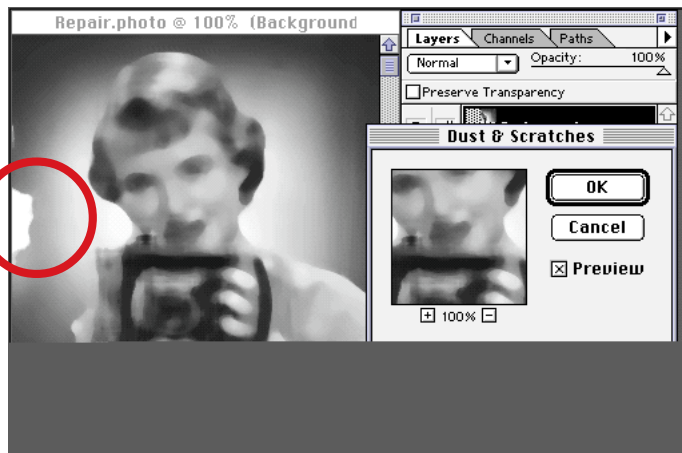 Repair.photo @ 100% (Background
Layers Channels Paths
Normal Opacity: 100%
Preserve Transparency
Dust & Scratches
OK
Cancel
Preview
100%